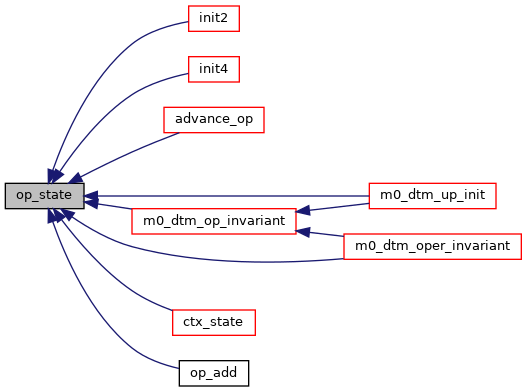 init2
init4
advance_op
op_state
m0_dtm_up_init
m0_dtm_op_invariant
m0_dtm_oper_invariant
ctx_state
op_add